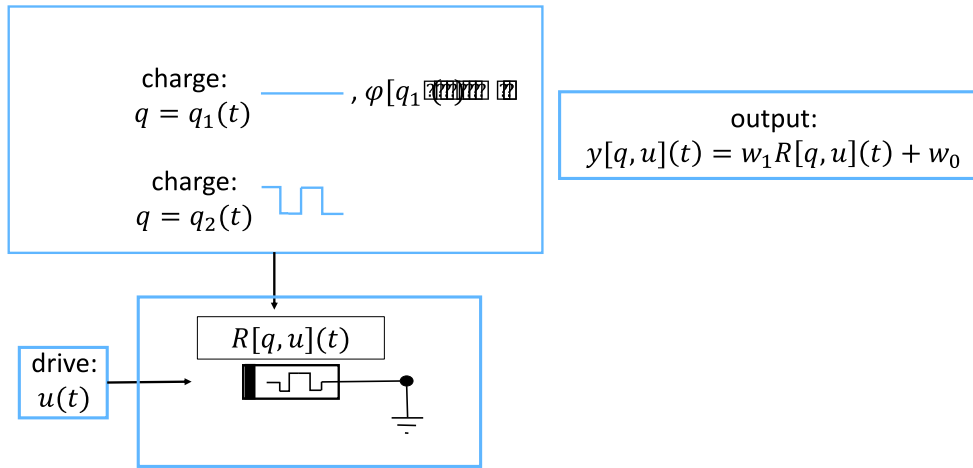 charge:
q = q₁(t)
, φ[q₁
charge:
q = q₂(t)
output:
y[q, u](t) = w₁R[q, u](t) + w₀
R[q, u](t)
drive:
u(t)